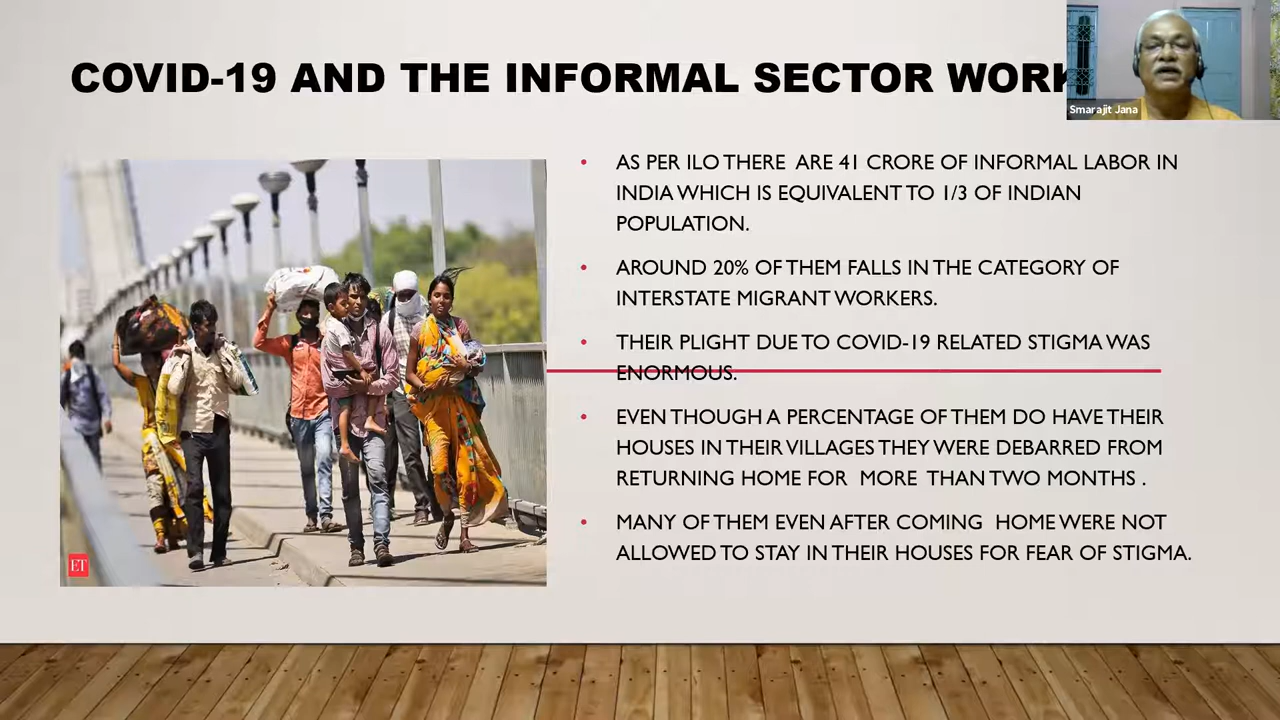 COVID-19 AND THE INFORMAL SECTOR
Smarajit Jana
• AS PER ILO THERE ARE 41 CRORE OF INFORMAL LABOR IN
INDIA WHICH IS EQUIVALENT TO 1/3 OF INDIAN
POPULATION.
• AROUND 20% OF THEM FALLS IN THE CATEGORY OF
INTERSTATE MIGRANT WORKERS.
• THEIR PLIGHT DUE TO COVID-19 RELATED STIGMA WAS
ENORMOUS.
• EVEN THOUGH A PERCENTAGE OF THEM DO HAVE THEIR
HOUSES IN THEIR VILLAGES THEY WERE DEBARRED FROM
RETURNING HOME FOR MORE THAN TWO MONTHS .
• MANY OF THEM EVEN AFTER COMING HOME WERE NOT
ALLOWED TO STAY IN THEIR HOUSES FOR FEAR OF STIGMA.
ET